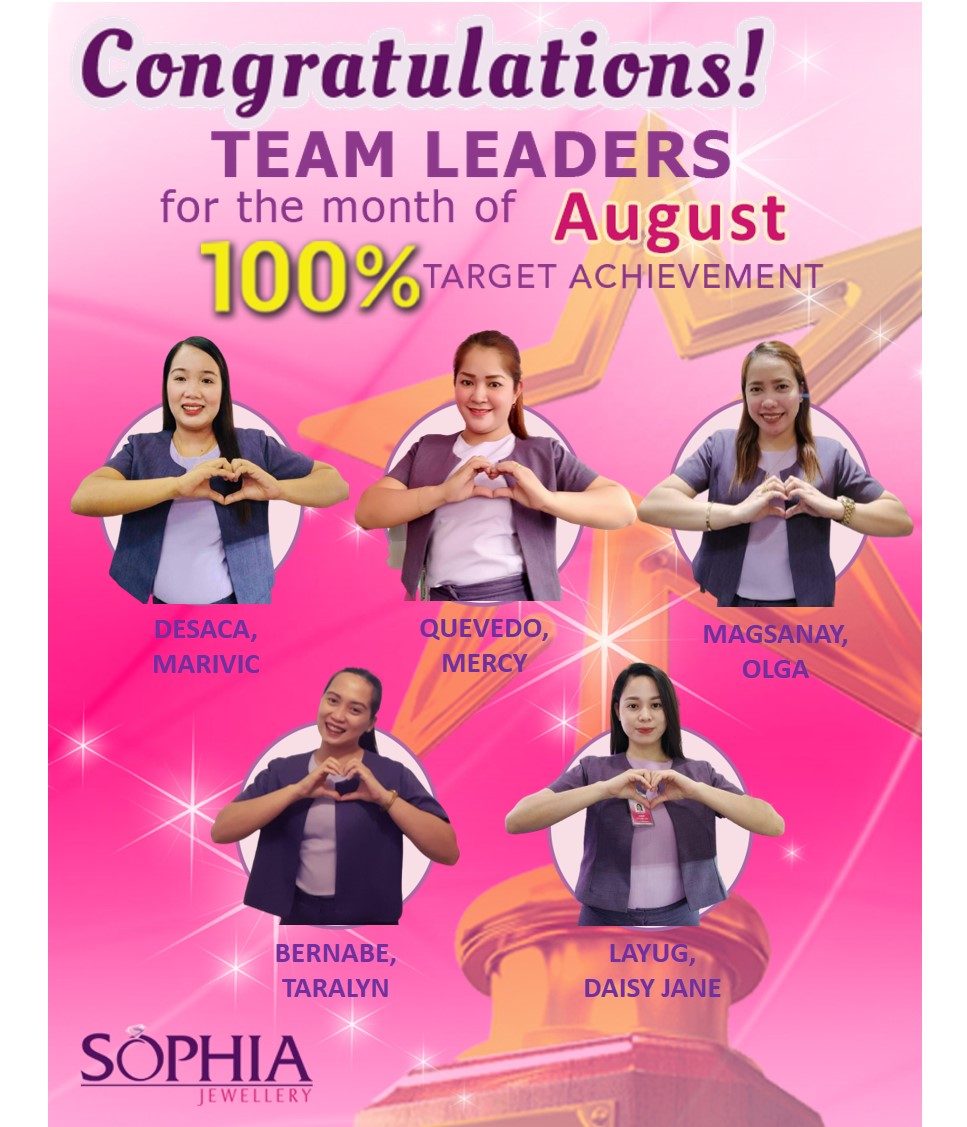 Congratulations!
TEAM LEADERS
for the month of August
100% TARGET ACHIEVEMENT
DESACA,
MARIVIC
QUEVEDO,
MERCY
MAGSANAY,
OLGA
BERNABE,
TARALYN
LAYUG,
DAISY JANE
SOPHIA
JEWELLERY